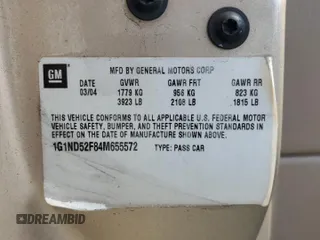 GM
MFD BY GENERAL MOTORS CORP
DATE GVWR GAWR FRT GAWR RR
03/04 1779 KG 956 KG 823 KG
3923 LB 2108 LB 1815 LB
THIS VEHICLE CONFORMS TO ALL APPLICABLE U.S. FEDERAL MOTOR
VEHICLE SAFETY, BUMPER, AND THEFT PREVENTION STANDARDS IN
EFFECT ON THE DATE OF MANUFACTURE SHOWN ABOVE.
1G1ND52F84M655572 TYPE: PASS CAR
DREAMBID